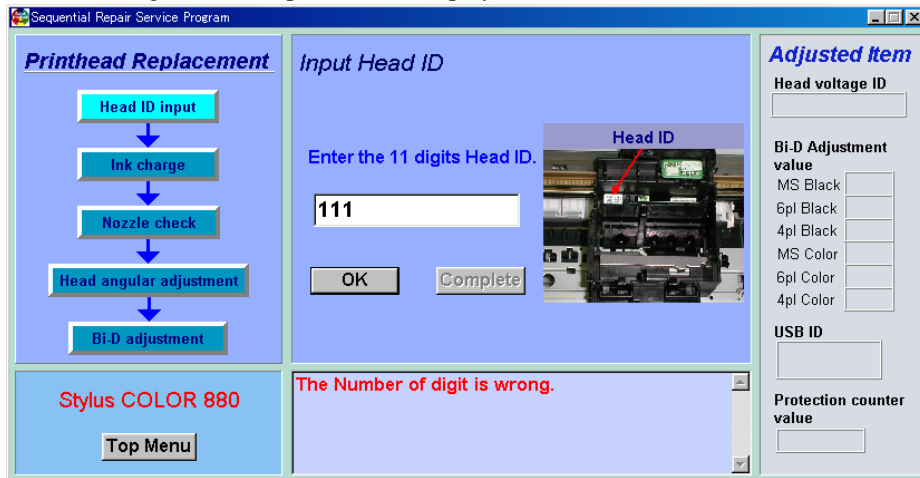 Sequential Repair Service Program
Printhead Replacement
Head ID input
Ink charge
Nozzle check
Head angular adjustment
Bi-D adjustment
Stylus COLOR 880
Top Menu
Input Head ID
Enter the 11 digits Head ID.
111
OK
Complete
Head ID
The Number of digit is wrong.
Adjusted Item
Head voltage ID
Bi-D Adjustment
value
MS Black
6pl Black
4pl Black
MS Color
6pl Color
4pl Color
USB ID
Protection counter
value